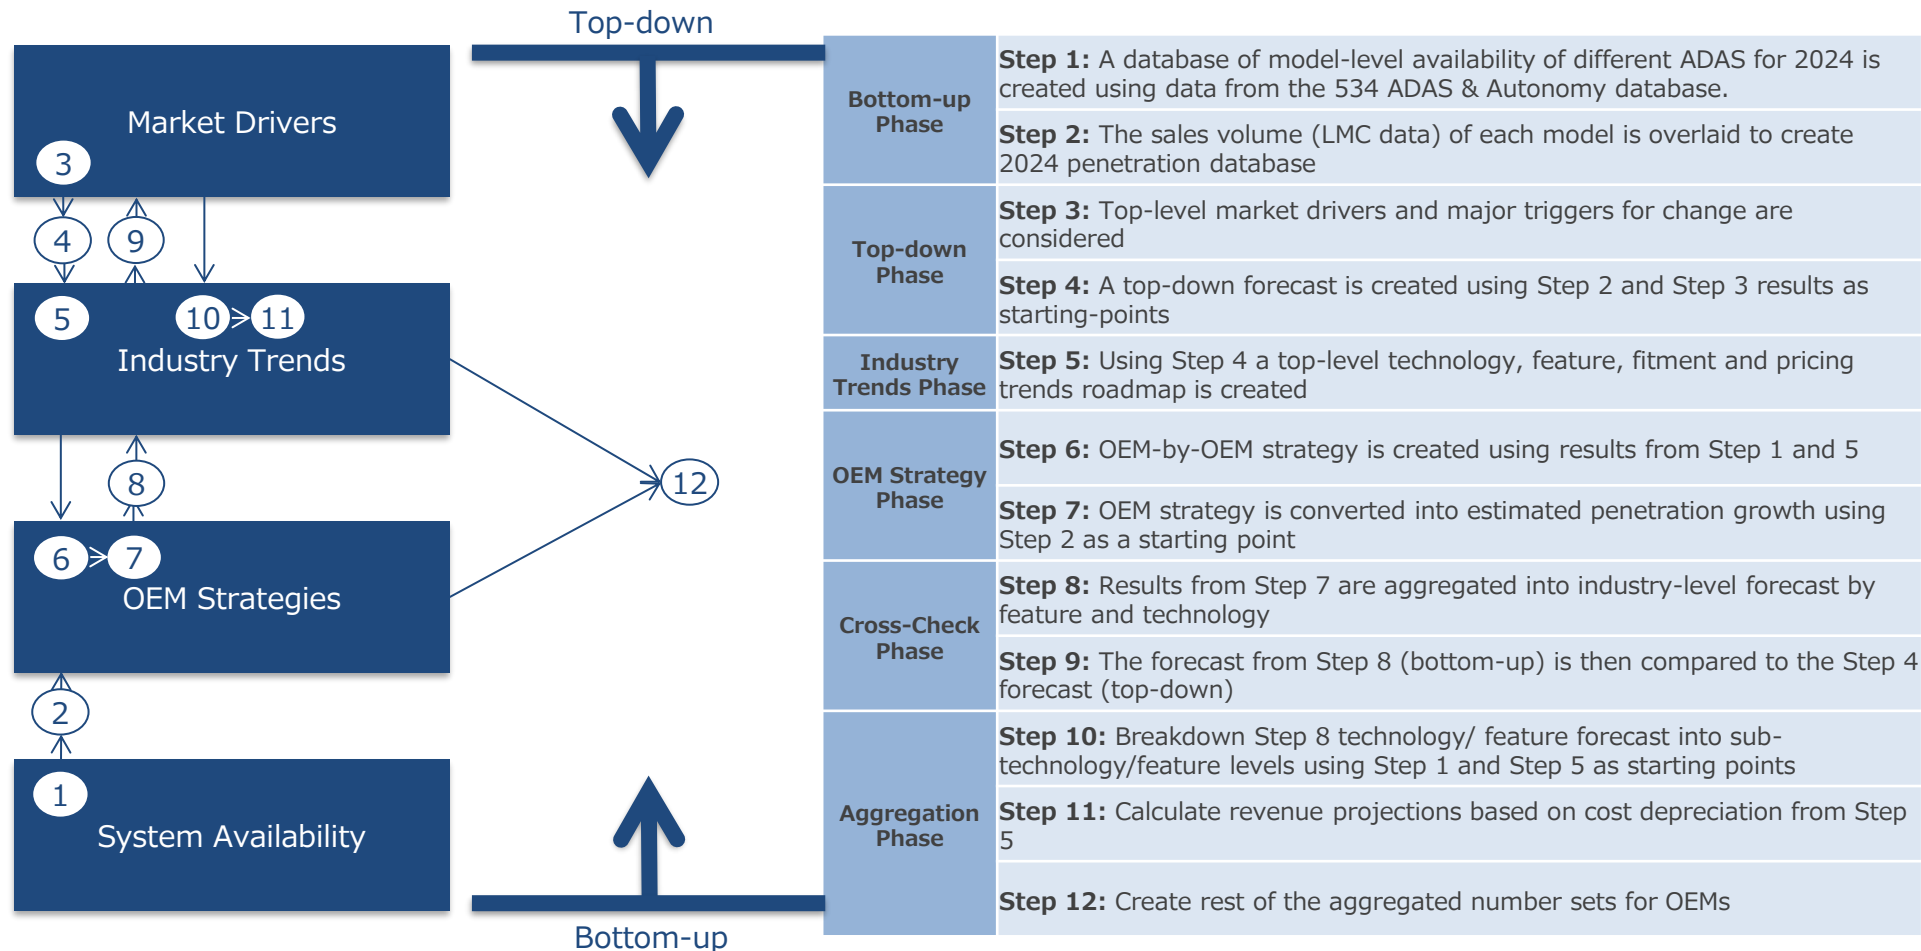 Top-down
Market Drivers
3
4
9
5
10
11
Industry Trends
8
12
6
7
OEM Strategies
2
1
System Availability
Bottom-up
Bottom-up
Phase
Step 1: A database of model-level availability of different ADAS for 2024 is
created using data from the 534 ADAS & Autonomy database.
Step 2: The sales volume (LMC data) of each model is overlaid to create
2024 penetration database
Top-down
Phase
Step 3: Top-level market drivers and major triggers for change are
considered
Step 4: A top-down forecast is created using Step 2 and Step 3 results as
starting-points
Industry
Trends Phase
Step 5: Using Step 4 a top-level technology, feature, fitment and pricing
trends roadmap is created
OEM Strategy
Phase
Step 6: OEM-by-OEM strategy is created using results from Step 1 and 5
Step 7: OEM strategy is converted into estimated penetration growth using
Step 2 as a starting point
Cross-Check
Phase
Step 8: Results from Step 7 are aggregated into industry-level forecast by
feature and technology
Step 9: The forecast from Step 8 (bottom-up) is then compared to the Step 4
forecast (top-down)
Aggregation
Phase
Step 10: Breakdown Step 8 technology/ feature forecast into sub-
technology/feature levels using Step 1 and Step 5 as starting points
Step 11: Calculate revenue projections based on cost depreciation from Step
5
Step 12: Create rest of the aggregated number sets for OEMs